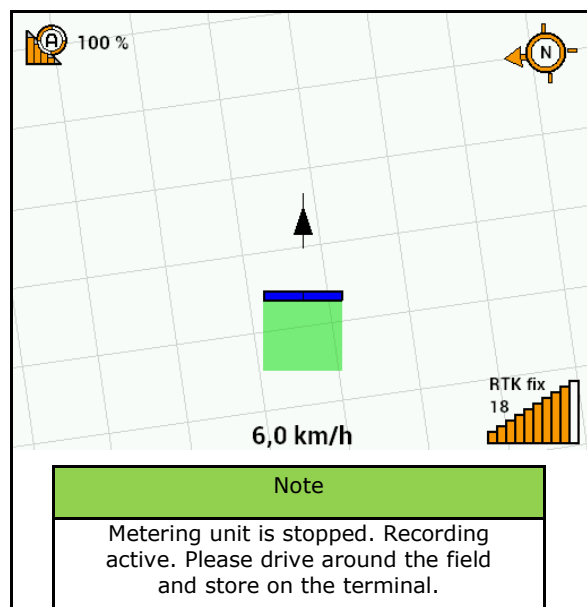 A 100 %
N
RTK fix
18
6,0 km/h
Note
Metering unit is stopped. Recording
active. Please drive around the field
and store on the terminal.